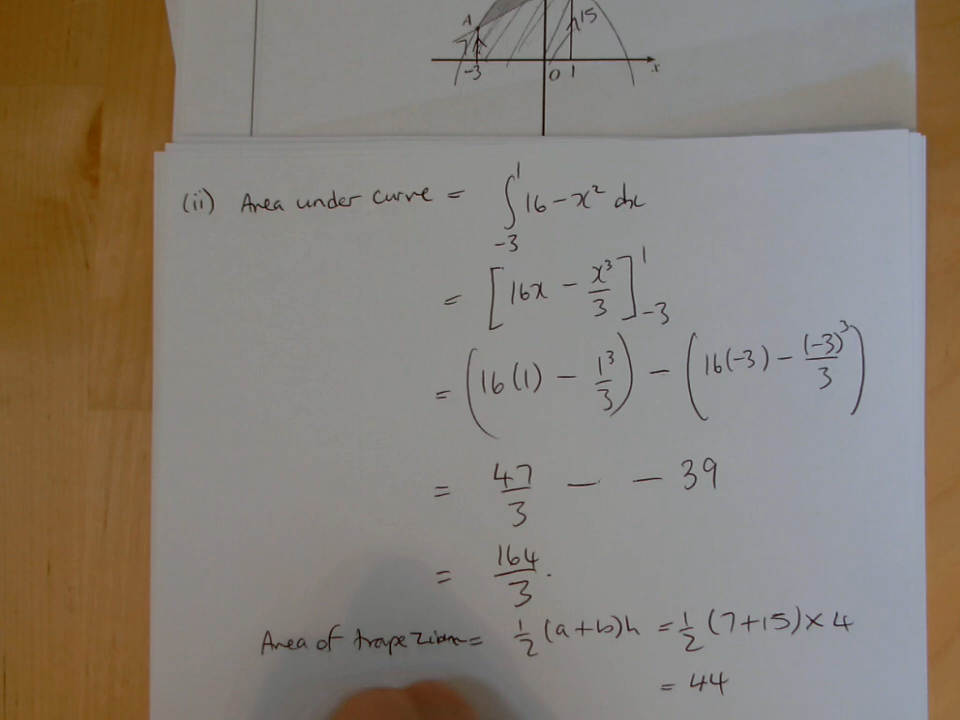 A
7
15
-3
O 1 x
(ii) Area under curve = ∫₋₃¹ 16 - x² dx
= [16x - x³/3]₋₃¹
= (16(1) - 1³/3) - (16(-3) - (-3)³/3)
= 47/3 - - 39
= 164/3.
Area of trapezium = 1/2 (a+b)h = 1/2 (7+15) × 4
= 44